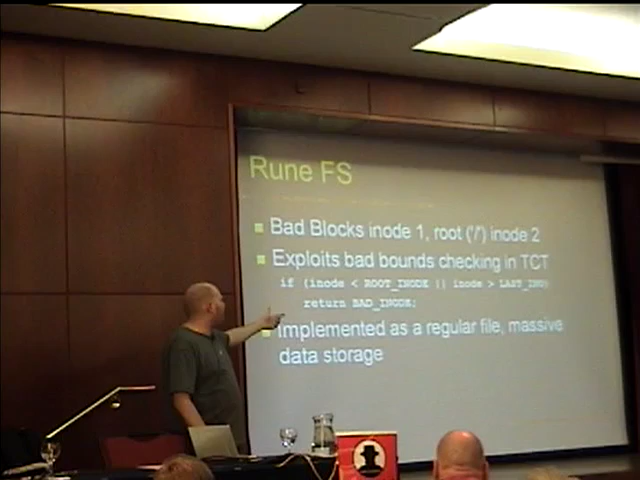 Rune FS
Bad Blocks inode 1, root ('/') inode 2
Exploits bad bounds checking in TCT
if (inode < ROOT_INODE || inode > LAST_INO)
return BAD_INODE;
Implemented as a regular file, massive
data storage